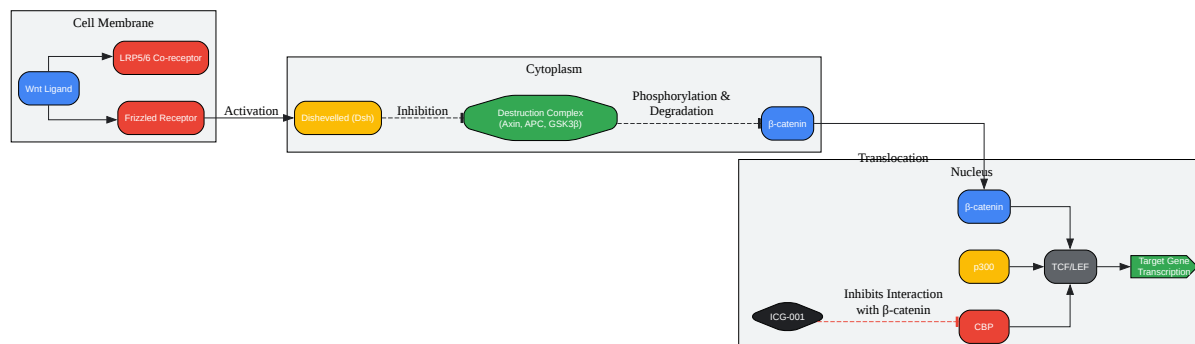 Cell Membrane
LRP5/6 Co-receptor
Wnt Ligand
Frizzled Receptor
Activation
Cytoplasm
Dishevelled (Dsh)
Inhibition
Destruction Complex
(Axin, APC, GSK3β)
Phosphorylation &
Degradation
β-catenin
Translocation
Nucleus
β-catenin
p300
TCF/LEF
Target Gene
Transcription
ICG-001
Inhibits Interaction
with β-catenin
CBP